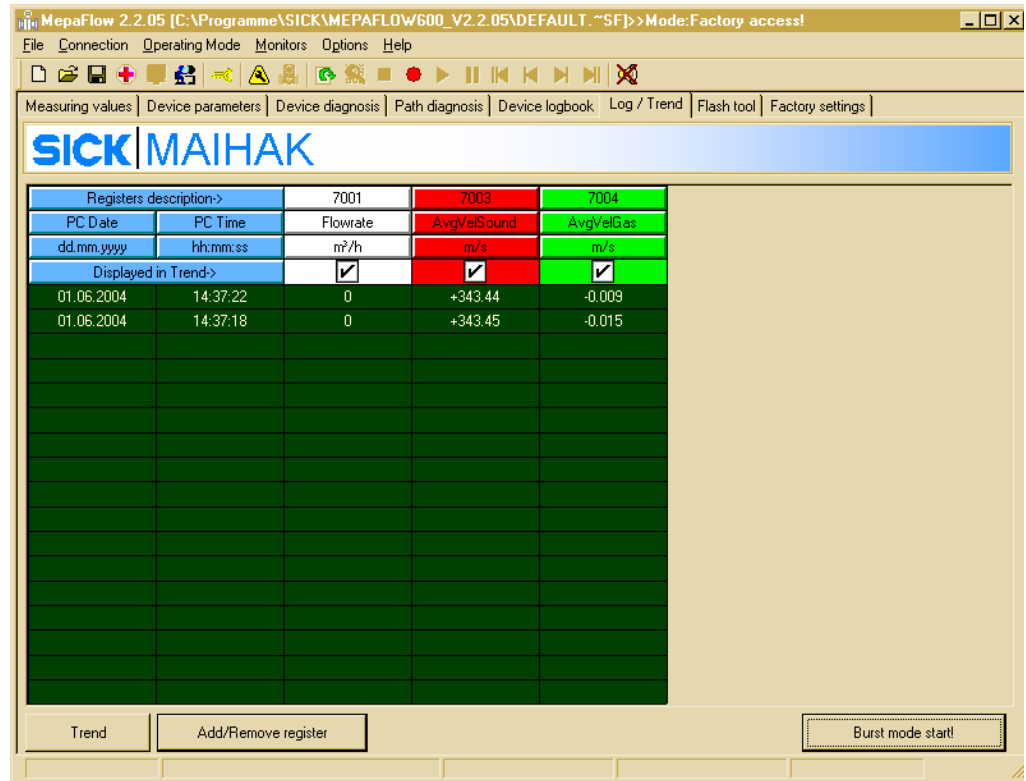 MepaFlow 2.2.05 [C:\Programme\SICK\MEPAFLOW600_V2.2.05\DEFAULT.~SF]>>Mode:Factory access!
File Connection Operating Mode Monitors Options Help
Measuring values Device parameters Device diagnosis Path diagnosis Device logbook Log / Trend Flash tool Factory settings
SICK MAIHAK
Registers description-> 7001 7003 7004
PC Date PC Time Flowrate AvgVelSound AvgVelGas
dd.mm.yyyy hh:mm:ss m³/h m/s m/s
Displayed in Trend->
01.06.2004 14:37:22 0 +343.44 -0.009
01.06.2004 14:37:18 0 +343.45 -0.015
Trend Add/Remove register Burst mode start!